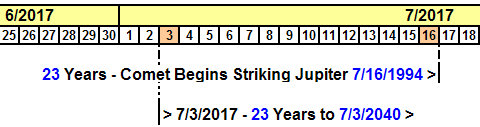 6/2017 7/2017
25 26 27 28 29 30 1 2 3 4 5 6 7 8 9 10 11 12 13 14 15 16 17 18
23 Years - Comet Begins Striking Jupiter 7/16/1994 >
> 7/3/2017 - 23 Years to 7/3/2040 >